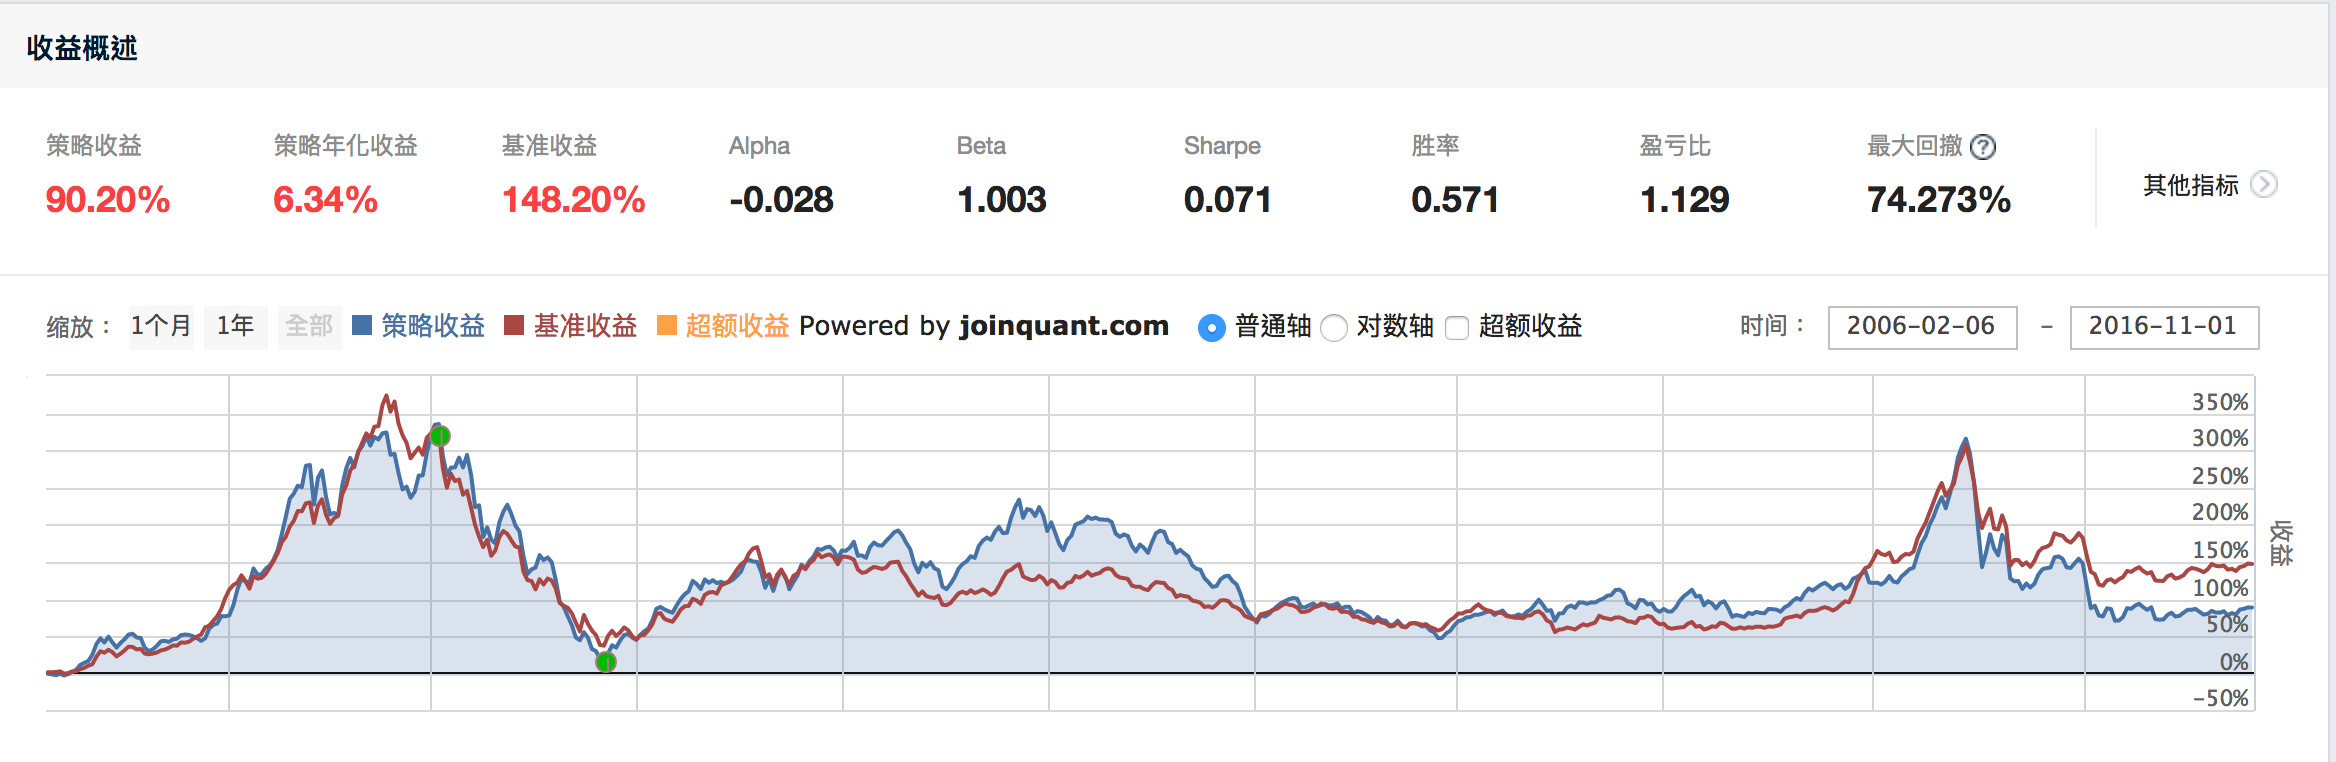 收益概述
策略收益 策略年化收益 基准收益 Alpha Beta Sharpe 胜率 盈亏比 最大回撤 ?
90.20% 6.34% 148.20% -0.028 1.003 0.071 0.571 1.129 74.273%
其他指标
缩放： 1个月 1年 全部 策略收益 基准收益 超额收益 Powered by joinquant.com 普通轴 对数轴 超额收益 时间： 2006-02-06 - 2016-11-01
350%
300%
250%
200%
150%
100%
50%
0%
-50%
收益